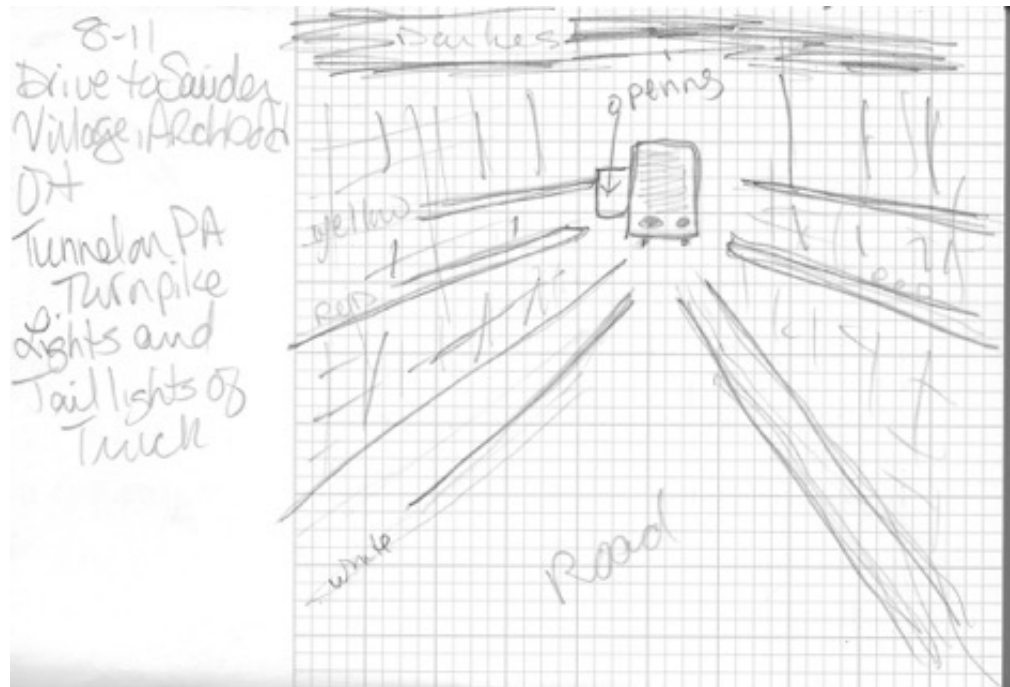 8-11
Drive to Sauder
Village, Archbold
OH
Tunnel on PA
Turnpike
Lights and
Taillights of
Truck
opening
yellow
Red
Red
white
Road